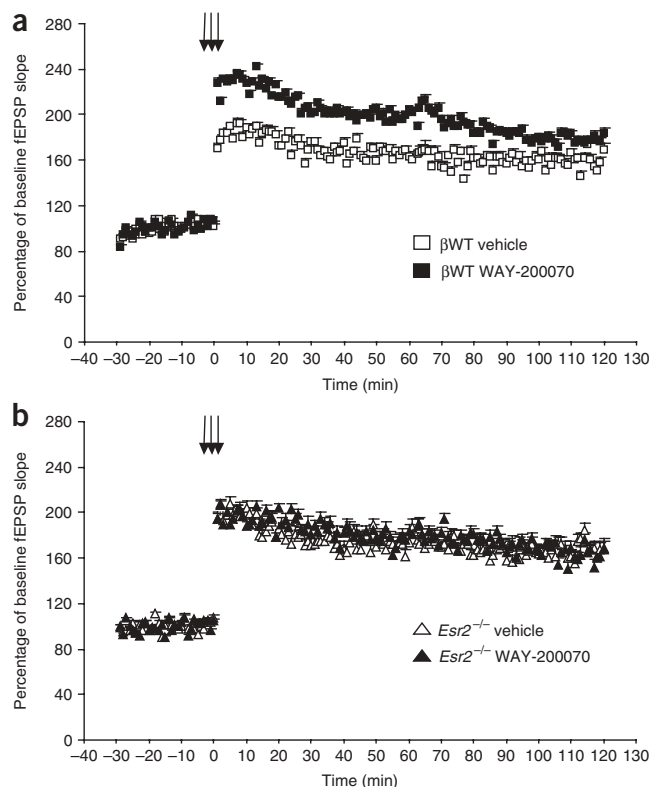 a
280
240
200
160
120
80
40
0
Percentage of baseline fEPSP slope
βWT vehicle
βWT WAY-200070
–40 –30 –20 –10 0 10 20 30 40 50 60 70 80 90 100 110 120 130
Time (min)
b
280
240
200
160
120
80
40
0
Percentage of baseline fEPSP slope
Esr2–/– vehicle
Esr2–/– WAY-200070
–40 –30 –20 –10 0 10 20 30 40 50 60 70 80 90 100 110 120 130
Time (min)